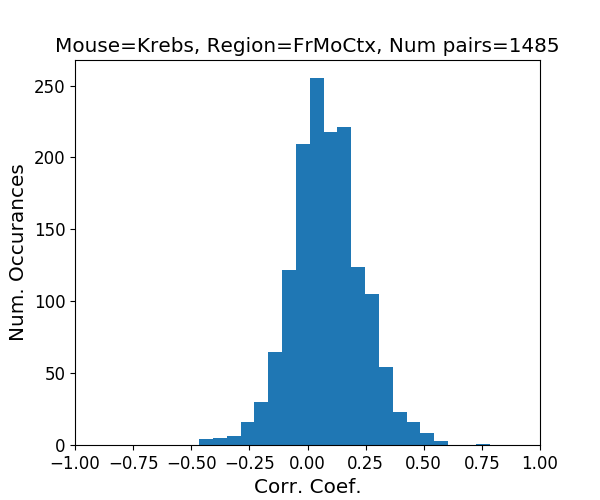 Mouse=Krebs, Region=FrMoCtx, Num pairs=1485
Num. Occurances
250
200
150
100
50
0
−1.00 −0.75 −0.50 −0.25 0.00 0.25 0.50 0.75 1.00
Corr. Coef.